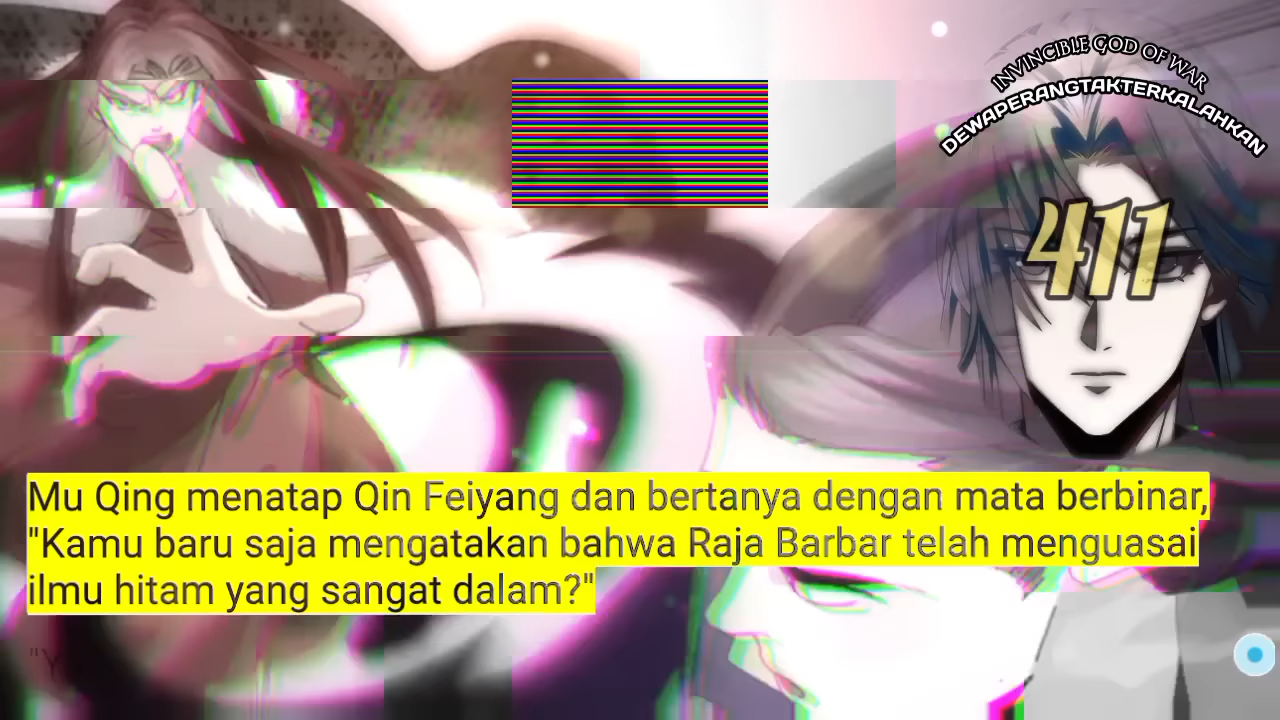 INVINCIBLE GOD OF WAR
DEWAPERANGTAKTERKALAHKAN
411
Mu Qing menatap Qin Feiyang dan bertanya dengan mata berbinar,
"Kamu baru saja mengatakan bahwa Raja Barbar telah menguasai
ilmu hitam yang sangat dalam?"
"Y